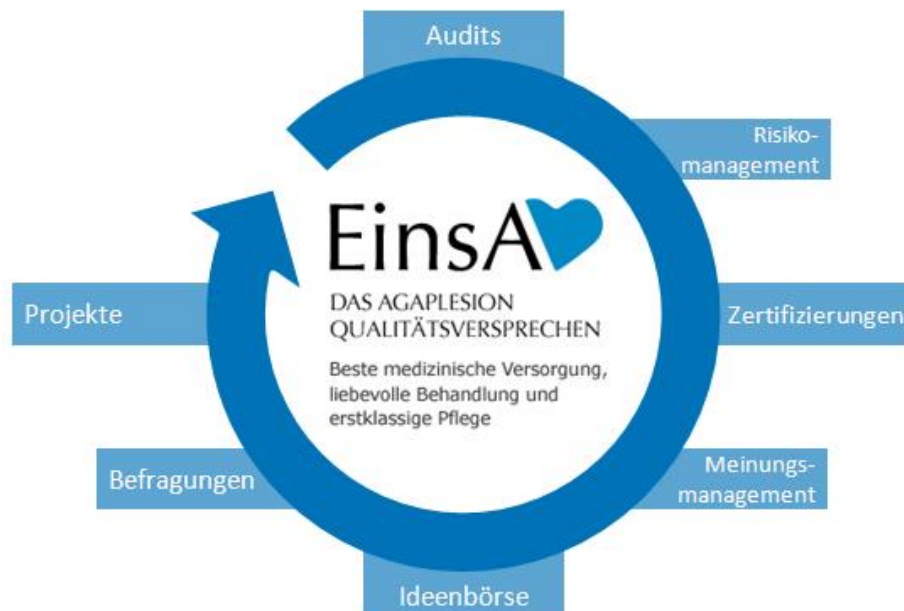 Audits
Risiko-
management
EinsA
DAS AGAPLESION
QUALITÄTSVERSPRECHEN
Beste medizinische Versorgung,
liebevolle Behandlung und
erstklassige Pflege
Projekte
Zertifizierungen
Befragungen
Meinungs-
management
Ideenbörse